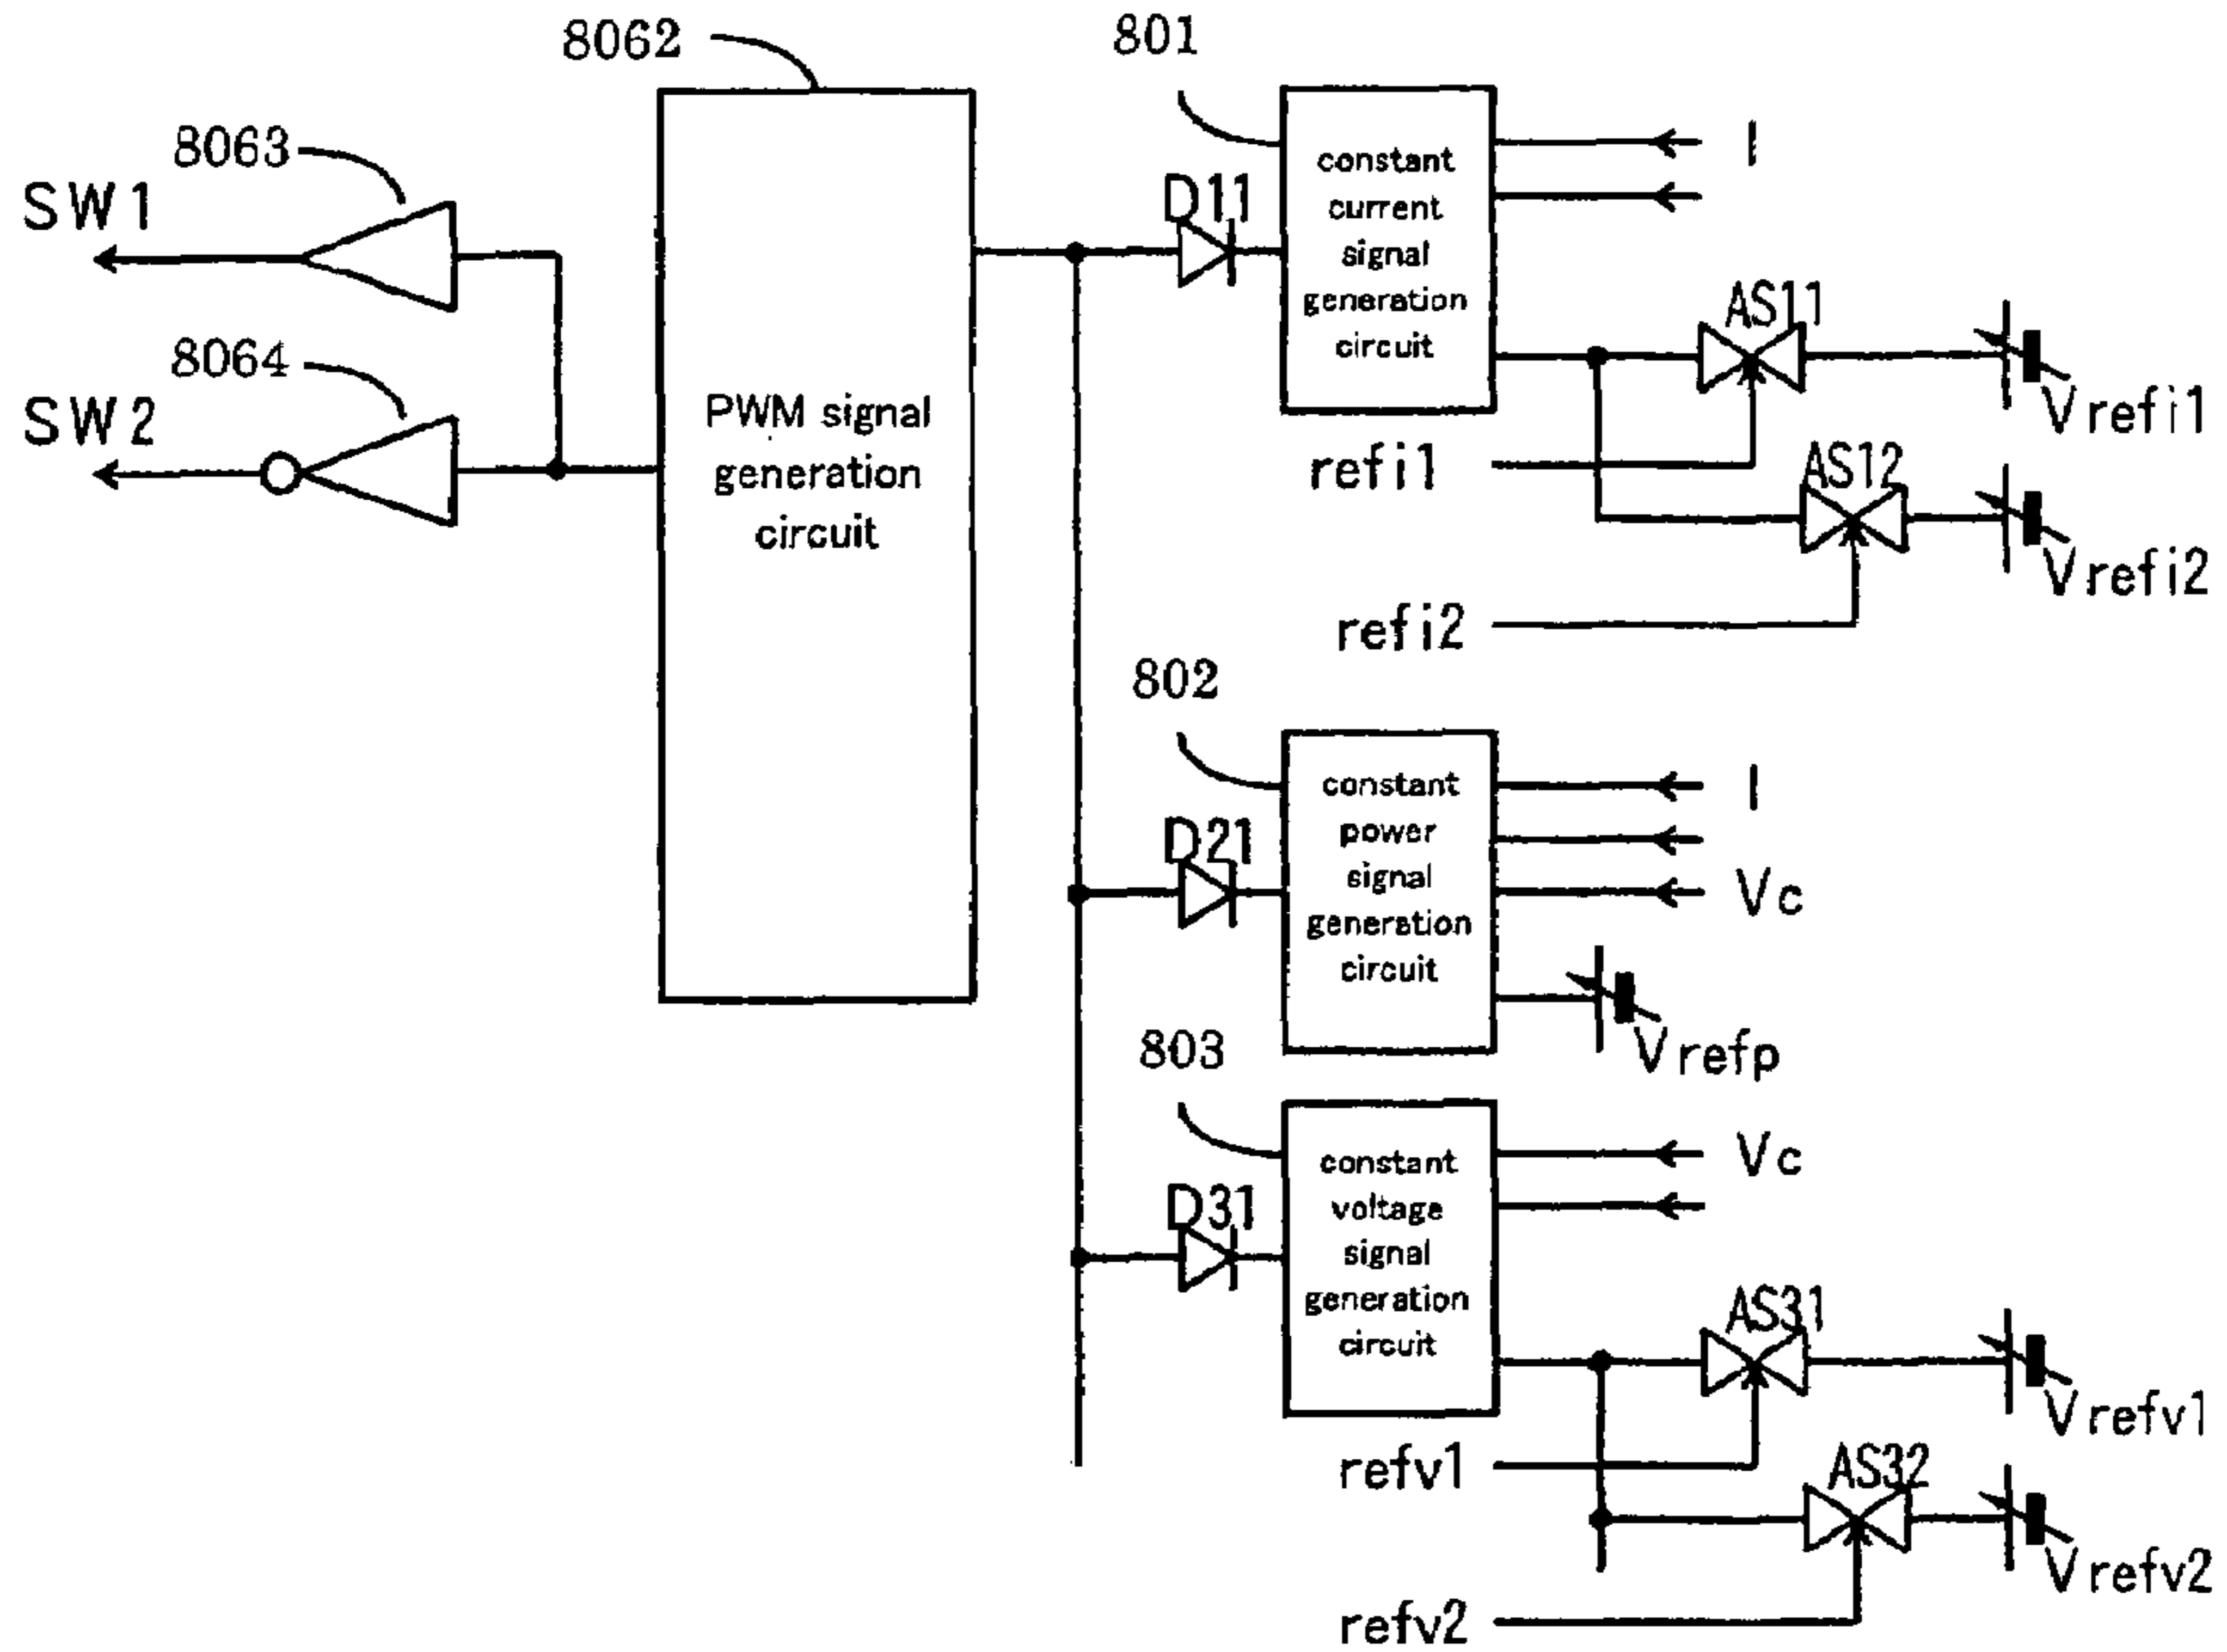 8062
801
8063
SW1
D11
constant
current
signal
generation
circuit
I
AS11
Vrefi1
8064
SW2
PWM signal
generation
circuit
refi1
AS12
Vrefi2
refi2
802
D21
constant
power
signal
generation
circuit
I
Vc
Vrefp
803
D31
constant
voltage
signal
generation
circuit
Vc
AS31
Vrefv1
refv1
AS32
Vrefv2
refv2